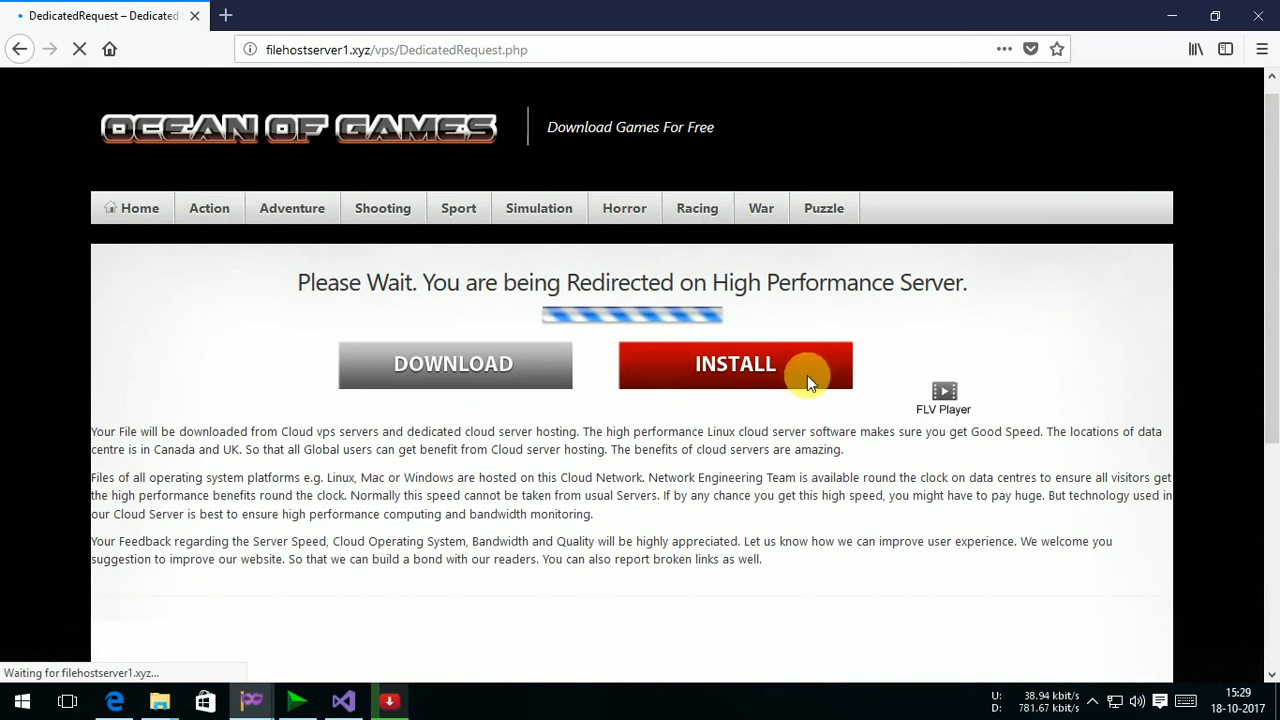 DedicatedRequest – Dedicated
filehostserver1.xyz/vps/DedicatedRequest.php
OCEAN OF GAMES
Download Games For Free
Home Action Adventure Shooting Sport Simulation Horror Racing War Puzzle
Please Wait. You are being Redirected on High Performance Server.
DOWNLOAD INSTALL
FLV Player
Your File will be downloaded from Cloud vps servers and dedicated cloud server hosting. The high performance Linux cloud server software makes sure you get Good Speed. The locations of data
centre is in Canada and UK. So that all Global users can get benefit from Cloud server hosting. The benefits of cloud servers are amazing.
Files of all operating system platforms e.g. Linux, Mac or Windows are hosted on this Cloud Network. Network Engineering Team is available round the clock on data centres to ensure all visitors get
the high performance benefits round the clock. Normally this speed cannot be taken from usual Servers. If by any chance you get this high speed, you might have to pay huge. But technology used in
our Cloud Server is best to ensure high performance computing and bandwidth monitoring.
Your Feedback regarding the Server Speed, Cloud Operating System, Bandwidth and Quality will be highly appreciated. Let us know how we can improve user experience. We welcome you
suggestion to improve our website. So that we can build a bond with our readers. You can also report broken links as well.
Waiting for filehostserver1.xyz...
U: 38.94 kbit/s
D: 781.67 kbit/s
15:29
18-10-2017